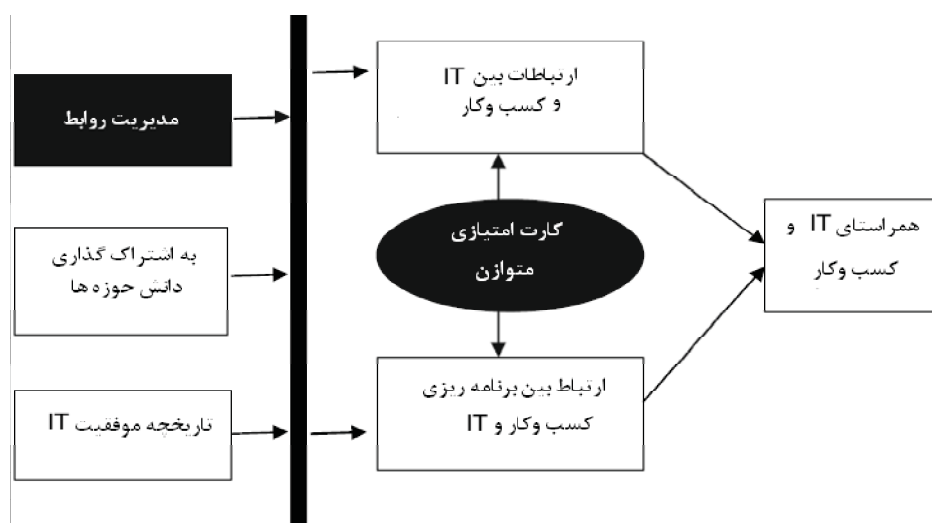 مدیریت روابط
به اشتراک گذاری
دانش حوزه ها
تاریخچه موفقیت IT
ارتباطات بین IT
و کسب وکار
کارت امتیازی
متوازن
ارتباط بین برنامه ریزی
کسب وکار و IT
همراستای IT و
کسب وکار